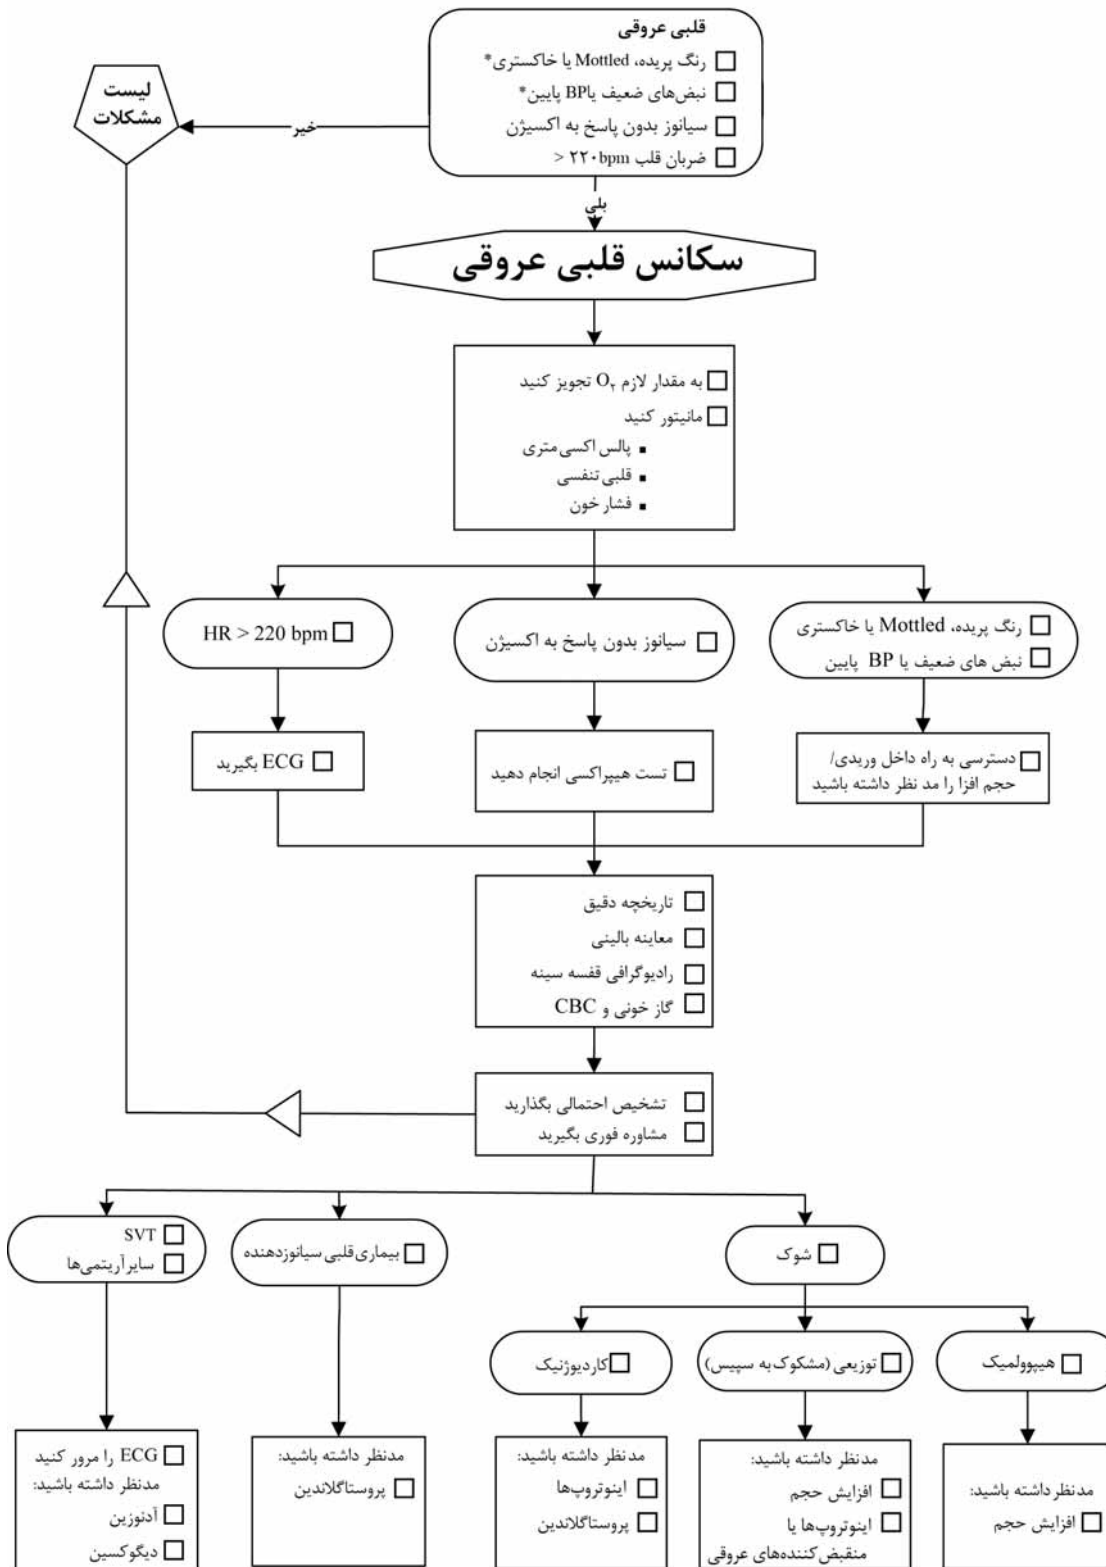 قلبی عروقی
رنگ پریده، Mottled یا خاکستری*
نبض‌های ضعیف یا BP پایین*
سیانوز بدون پاسخ به اکسیژن
ضربان قلب ۲۲۰bpm <
لیست
مشکلات
خیر
بلی
سکانس قلبی عروقی
به مقدار لازم O۲ تجویز کنید
مانیتور کنید
▪ پالس اکسی متری
▪ قلبی تنفسی
▪ فشار خون
رنگ پریده، Mottled یا خاکستری
نبض های ضعیف یا BP پایین
سیانوز بدون پاسخ به اکسیژن
HR > 220 bpm
دسترسی به راه داخل وریدی/
حجم افزا را مد نظر داشته باشید
تست هیپراکسی انجام دهید
ECG بگیرید
تاریخچه دقیق
معاینه بالینی
رادیوگرافی قفسه سینه
گاز خونی و CBC
تشخیص احتمالی بگذارید
مشاوره فوری بگیرید
شوک
بیماری قلبی سیانوزدهنده
SVT
سایر آریتمی‌ها
هیپوولمیک
توزیعی (مشکوک به سپیس)
کاردیوژنیک
مدنظر داشته باشید:
افزایش حجم
مدنظر داشته باشید:
افزایش حجم
اینوتروپ‌ها یا
منقبض‌کننده‌های عروقی
مدنظر داشته باشید:
اینوتروپ‌ها
پروستاگلاندین
مدنظر داشته باشید:
پروستاگلاندین
ECG را مرور کنید
مدنظر داشته باشید:
آدنوزین
دیگوکسین